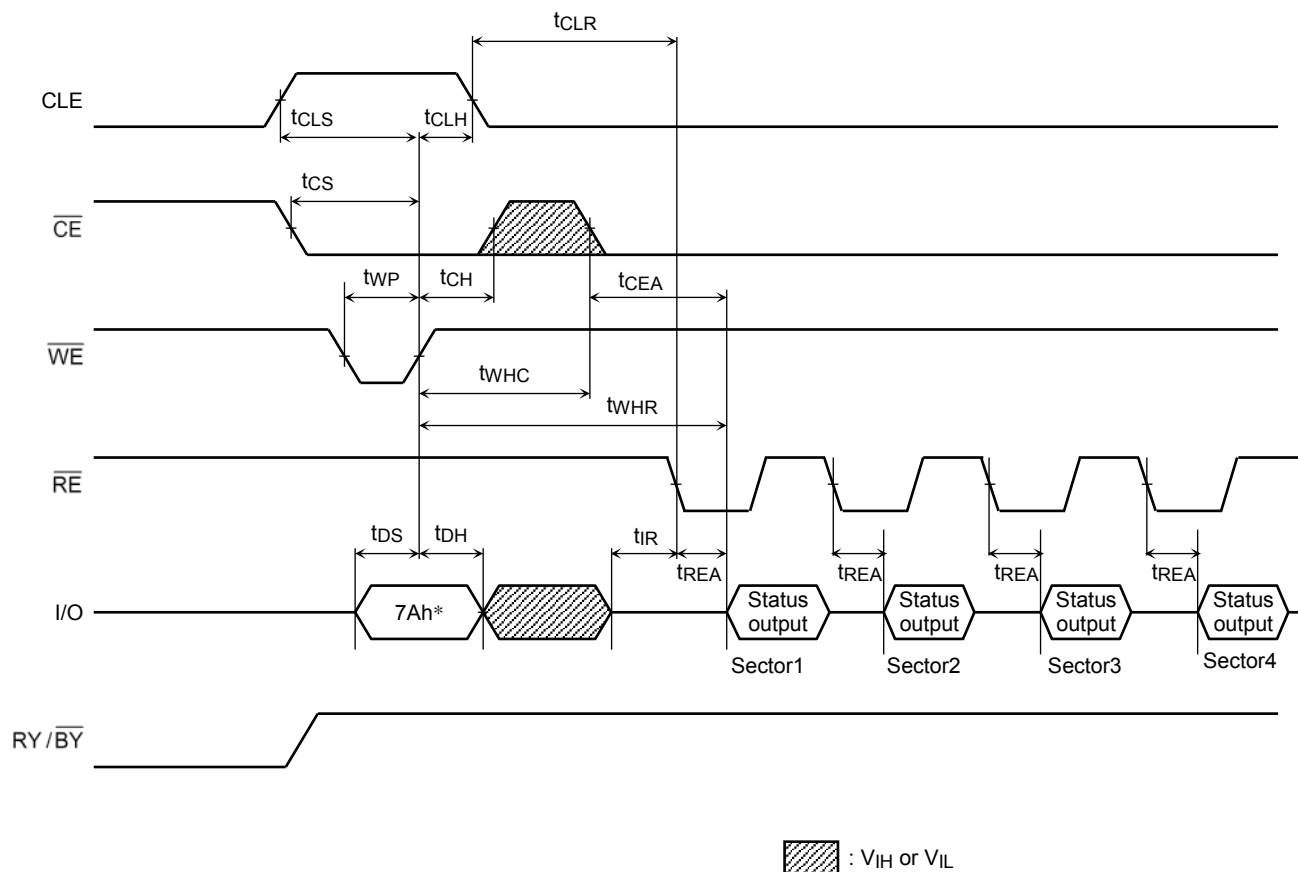 tCLR
CLE
tCLS
tCLH
tCS
CE
tWP
tCH
tCEA
WE
tWHC
tWHR
RE
tDS
tDH
tIR
tREA
tREA
tREA
tREA
I/O
7Ah*
Status output
Status output
Status output
Status output
Sector1
Sector2
Sector3
Sector4
RY/BY
: VIH or VIL